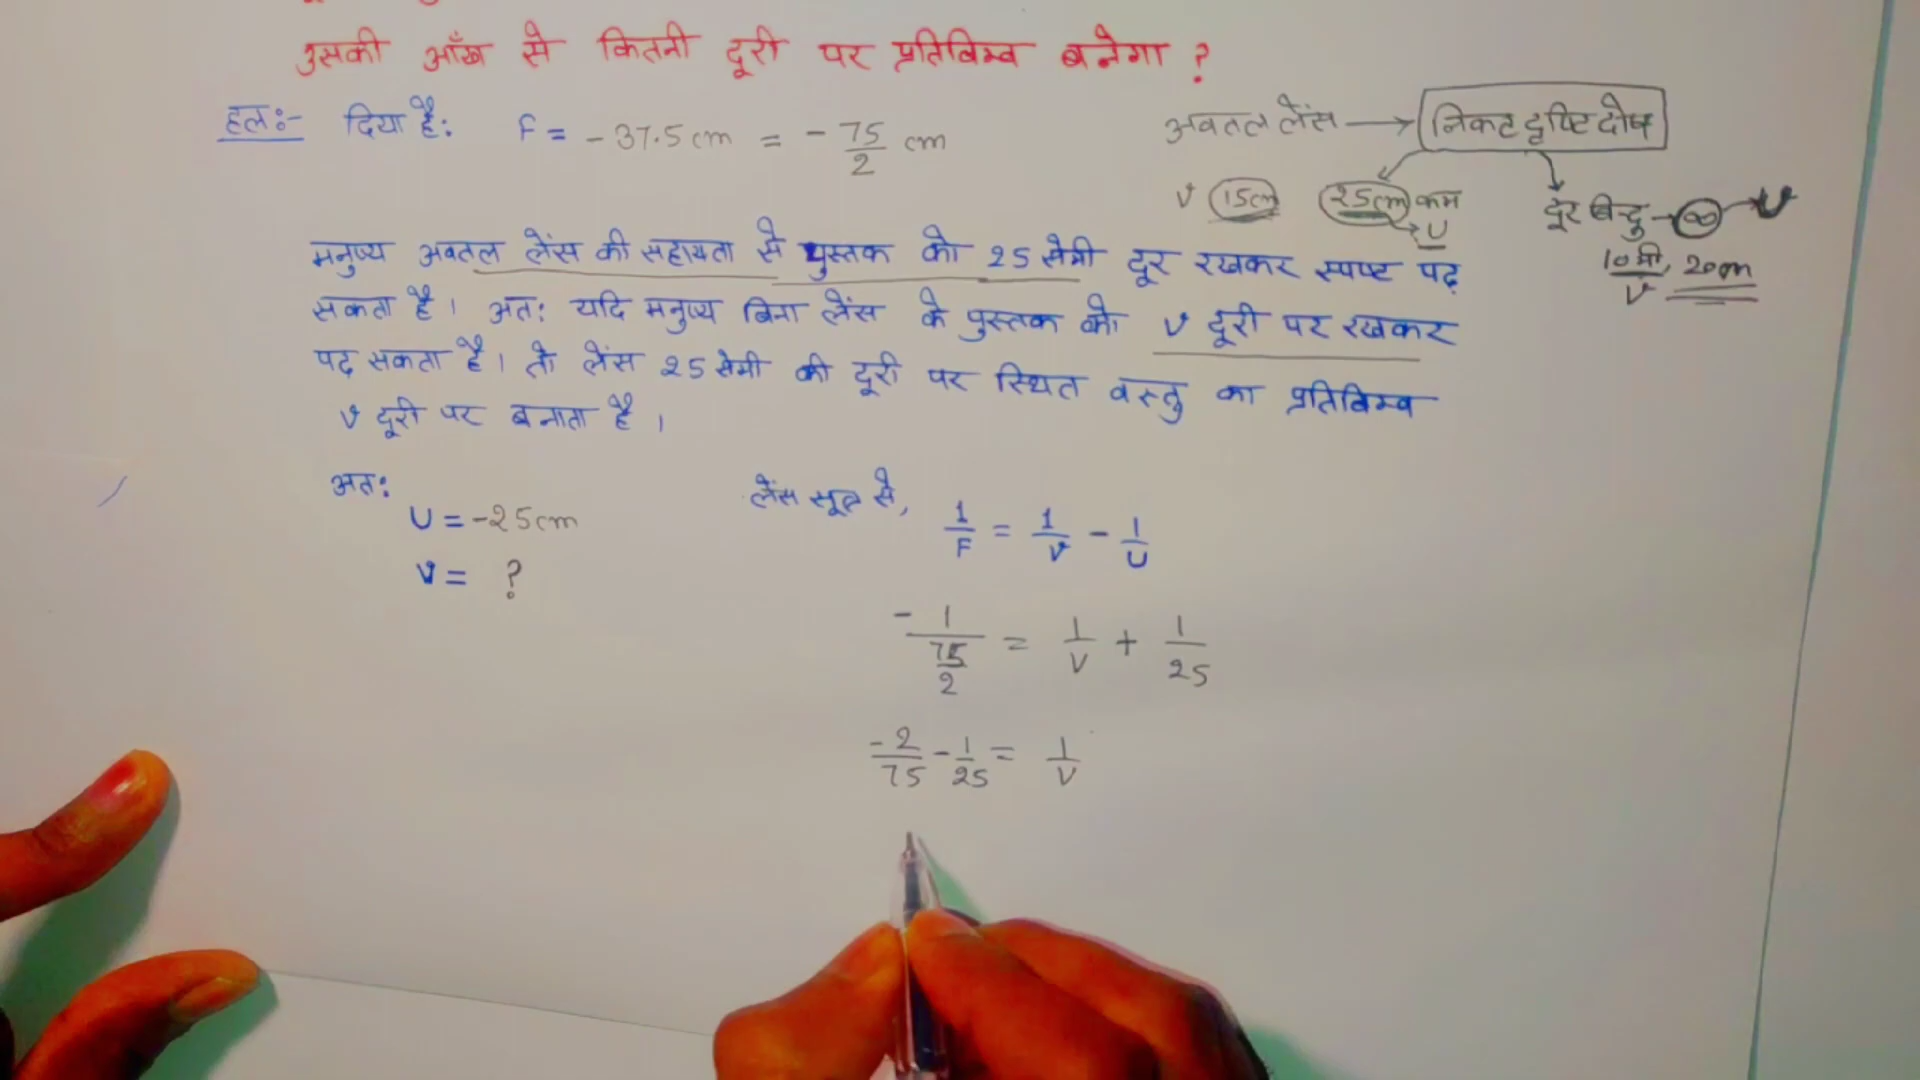 उसकी आँख से कितनी दूरी पर प्रतिबिम्ब बनेगा ?
हलः- दिया है: F = - 37.5 cm = - 75/2 cm
अवतल लेंस → निकट दृष्टि दोष
v 15cm 25cm कम U
दूर बिन्दु → ∞ → v
10 मी, 20cm
v
मनुष्य अवतल लेंस की सहायता से पुस्तक को 25 सेमी दूर रखकर स्पष्ट पढ़
सकता है। अतः यदि मनुष्य बिना लेंस के पुस्तक को v दूरी पर रखकर
पढ़ सकता है। तो लेंस 25 सेमी की दूरी पर स्थित वस्तु का प्रतिबिम्ब
v दूरी पर बनाता है।
अतः
U = -25cm
v = ?
लेंस सूत्र से,
1/F = 1/v - 1/U
- 1/(75/2) = 1/v + 1/25
-2/75 - 1/25 = 1/v